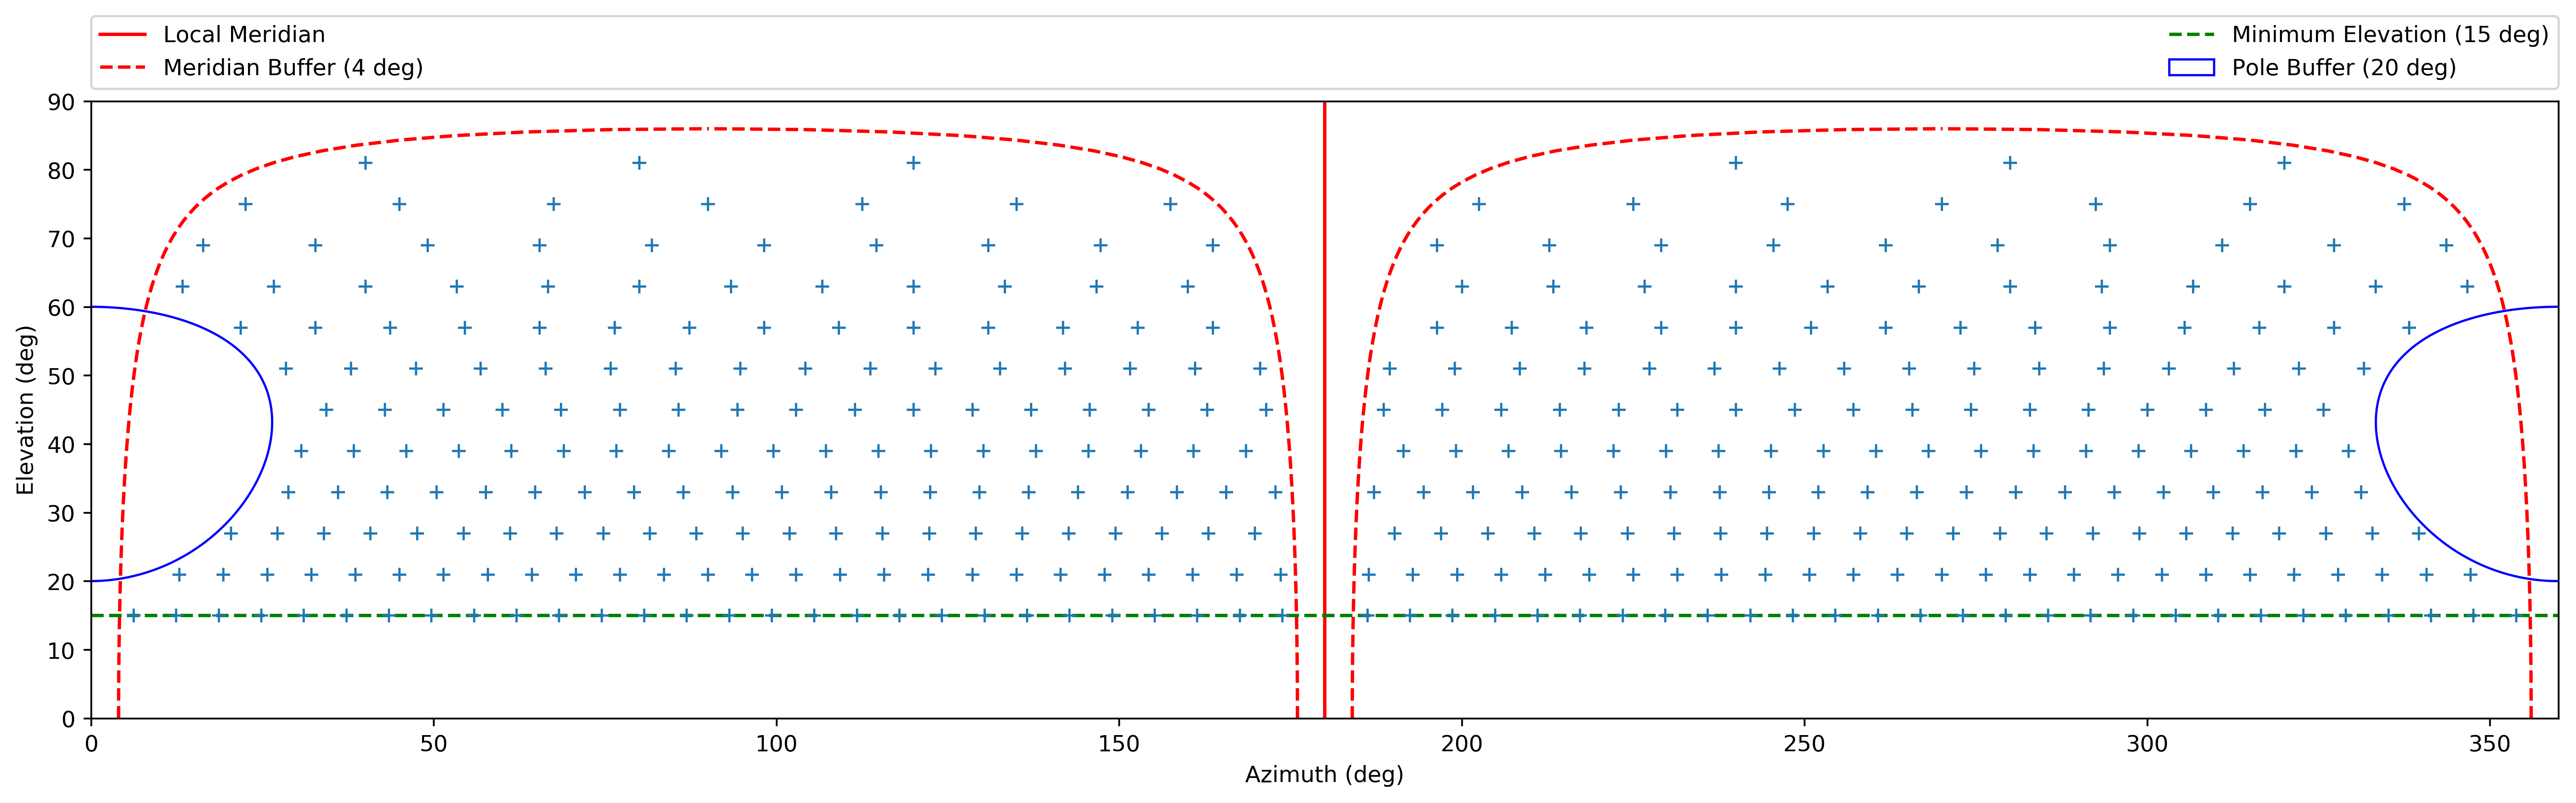 Local Meridian
Meridian Buffer (4 deg)
Minimum Elevation (15 deg)
Pole Buffer (20 deg)
90
80
70
60
50
40
30
20
10
0
Elevation (deg)
0 50 100 150 200 250 300 350
Azimuth (deg)